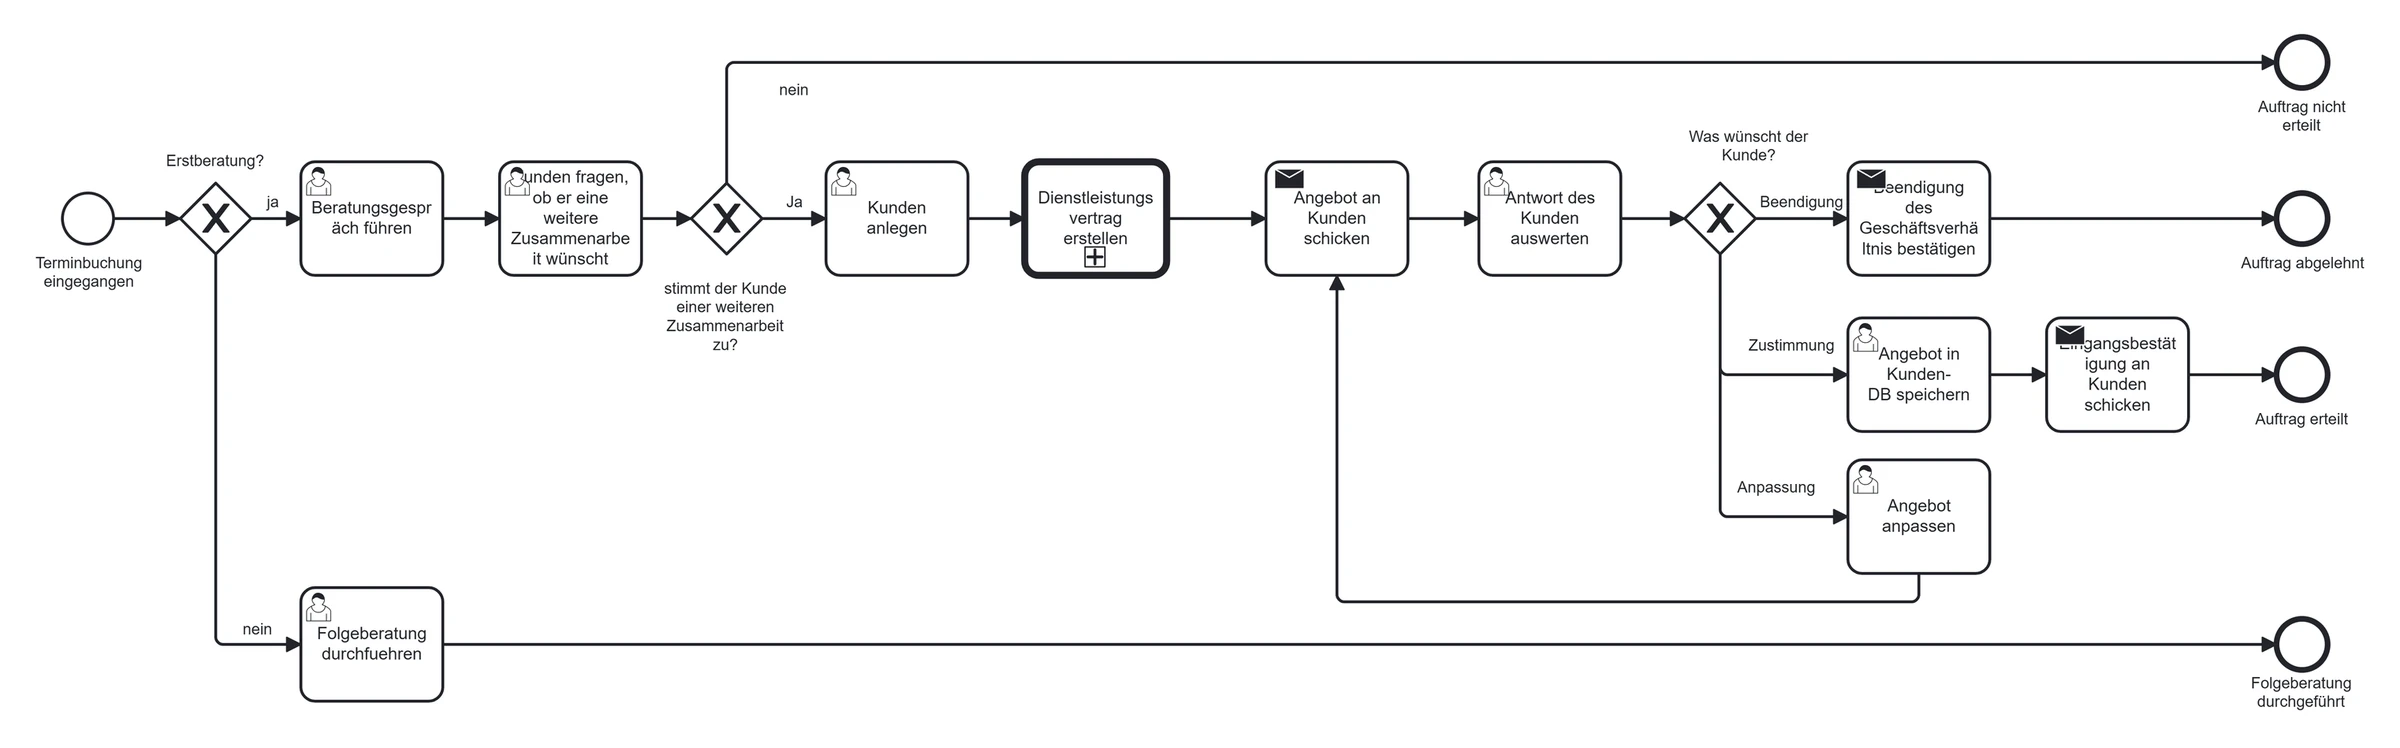 nein
Auftrag nicht
erteilt
Terminbuchung
eingegangen
Erstberatung?
ja
Beratungsgespr
äch führen
unden fragen,
ob er eine
weitere
Zusammenarbe
it wünscht
stimmt der Kunde
einer weiteren
Zusammenarbeit
zu?
Ja
Kunden
anlegen
Dienstleistungs
vertrag
erstellen
Angebot an
Kunden
schicken
Antwort des
Kunden
auswerten
Was wünscht der
Kunde?
Beendigung
Beendigung
des
Geschäftsverhä
ltnis bestätigen
Auftrag abgelehnt
Zustimmung
Angebot in
Kunden-
DB speichern
Eingangsbestät
igung an
Kunden
schicken
Auftrag erteilt
Anpassung
Angebot
anpassen
nein
Folgeberatung
durchfuehren
Folgeberatung
durchgeführt